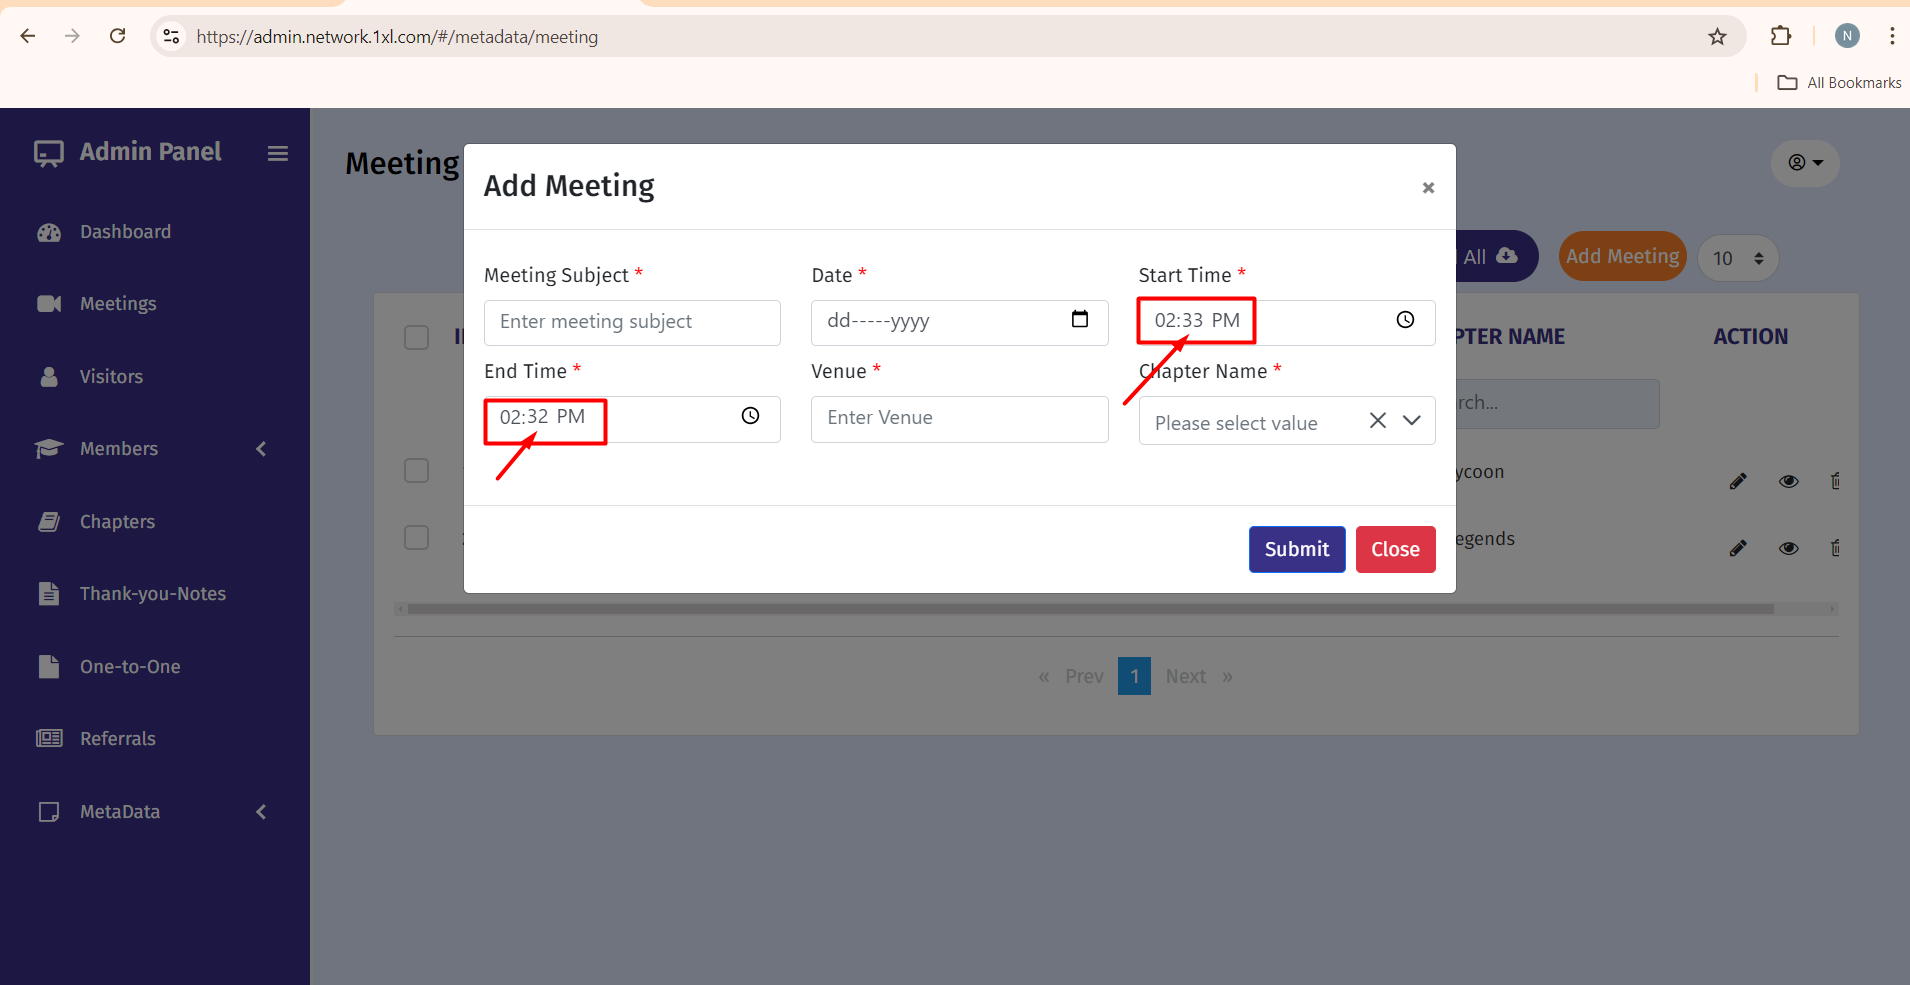 https://admin.network.1xl.com/#/metadata/meeting
N
All Bookmarks
Admin Panel
Dashboard
Meetings
Visitors
Members
Chapters
Thank-you-Notes
One-to-One
Referrals
MetaData
Meeting
All
Add Meeting
10
PTER NAME
ACTION
rch...
ycoon
egends
« Prev 1 Next »
Add Meeting
×
Meeting Subject *
Enter meeting subject
Date *
dd-----yyyy
Start Time *
02:33 PM
End Time *
02:32 PM
Venue *
Enter Venue
Chapter Name *
Please select value
Submit
Close